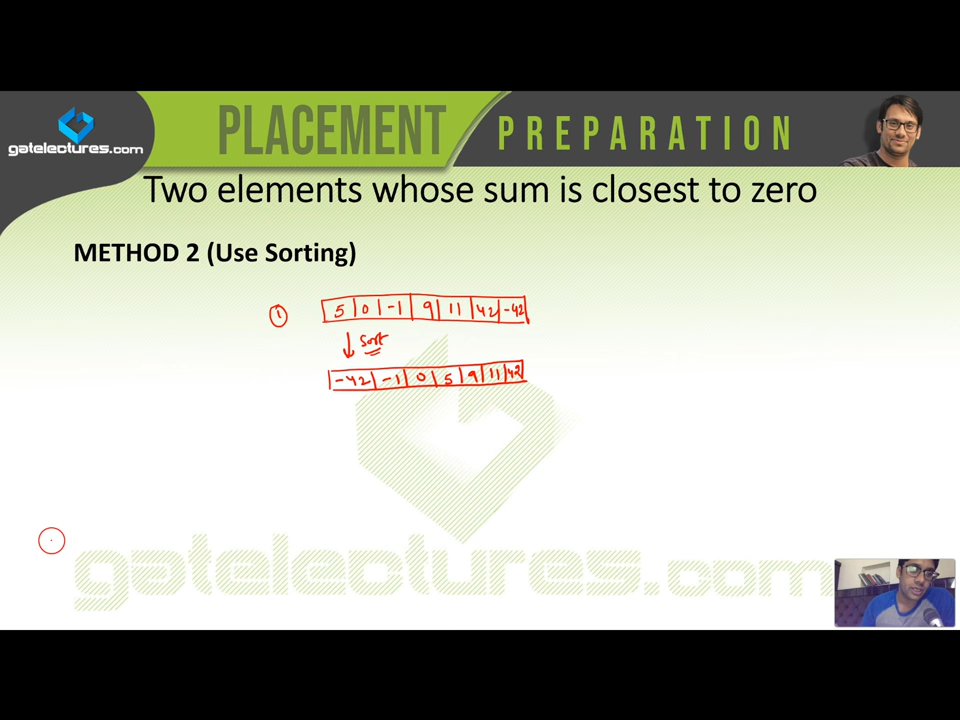 PLACEMENT PREPARATION
gatelectures.com
Two elements whose sum is closest to zero
METHOD 2 (Use Sorting)
1 5 0 -1 9 11 42 -42
Sort
-42 -1 0 5 9 11 42
gatelectures.com